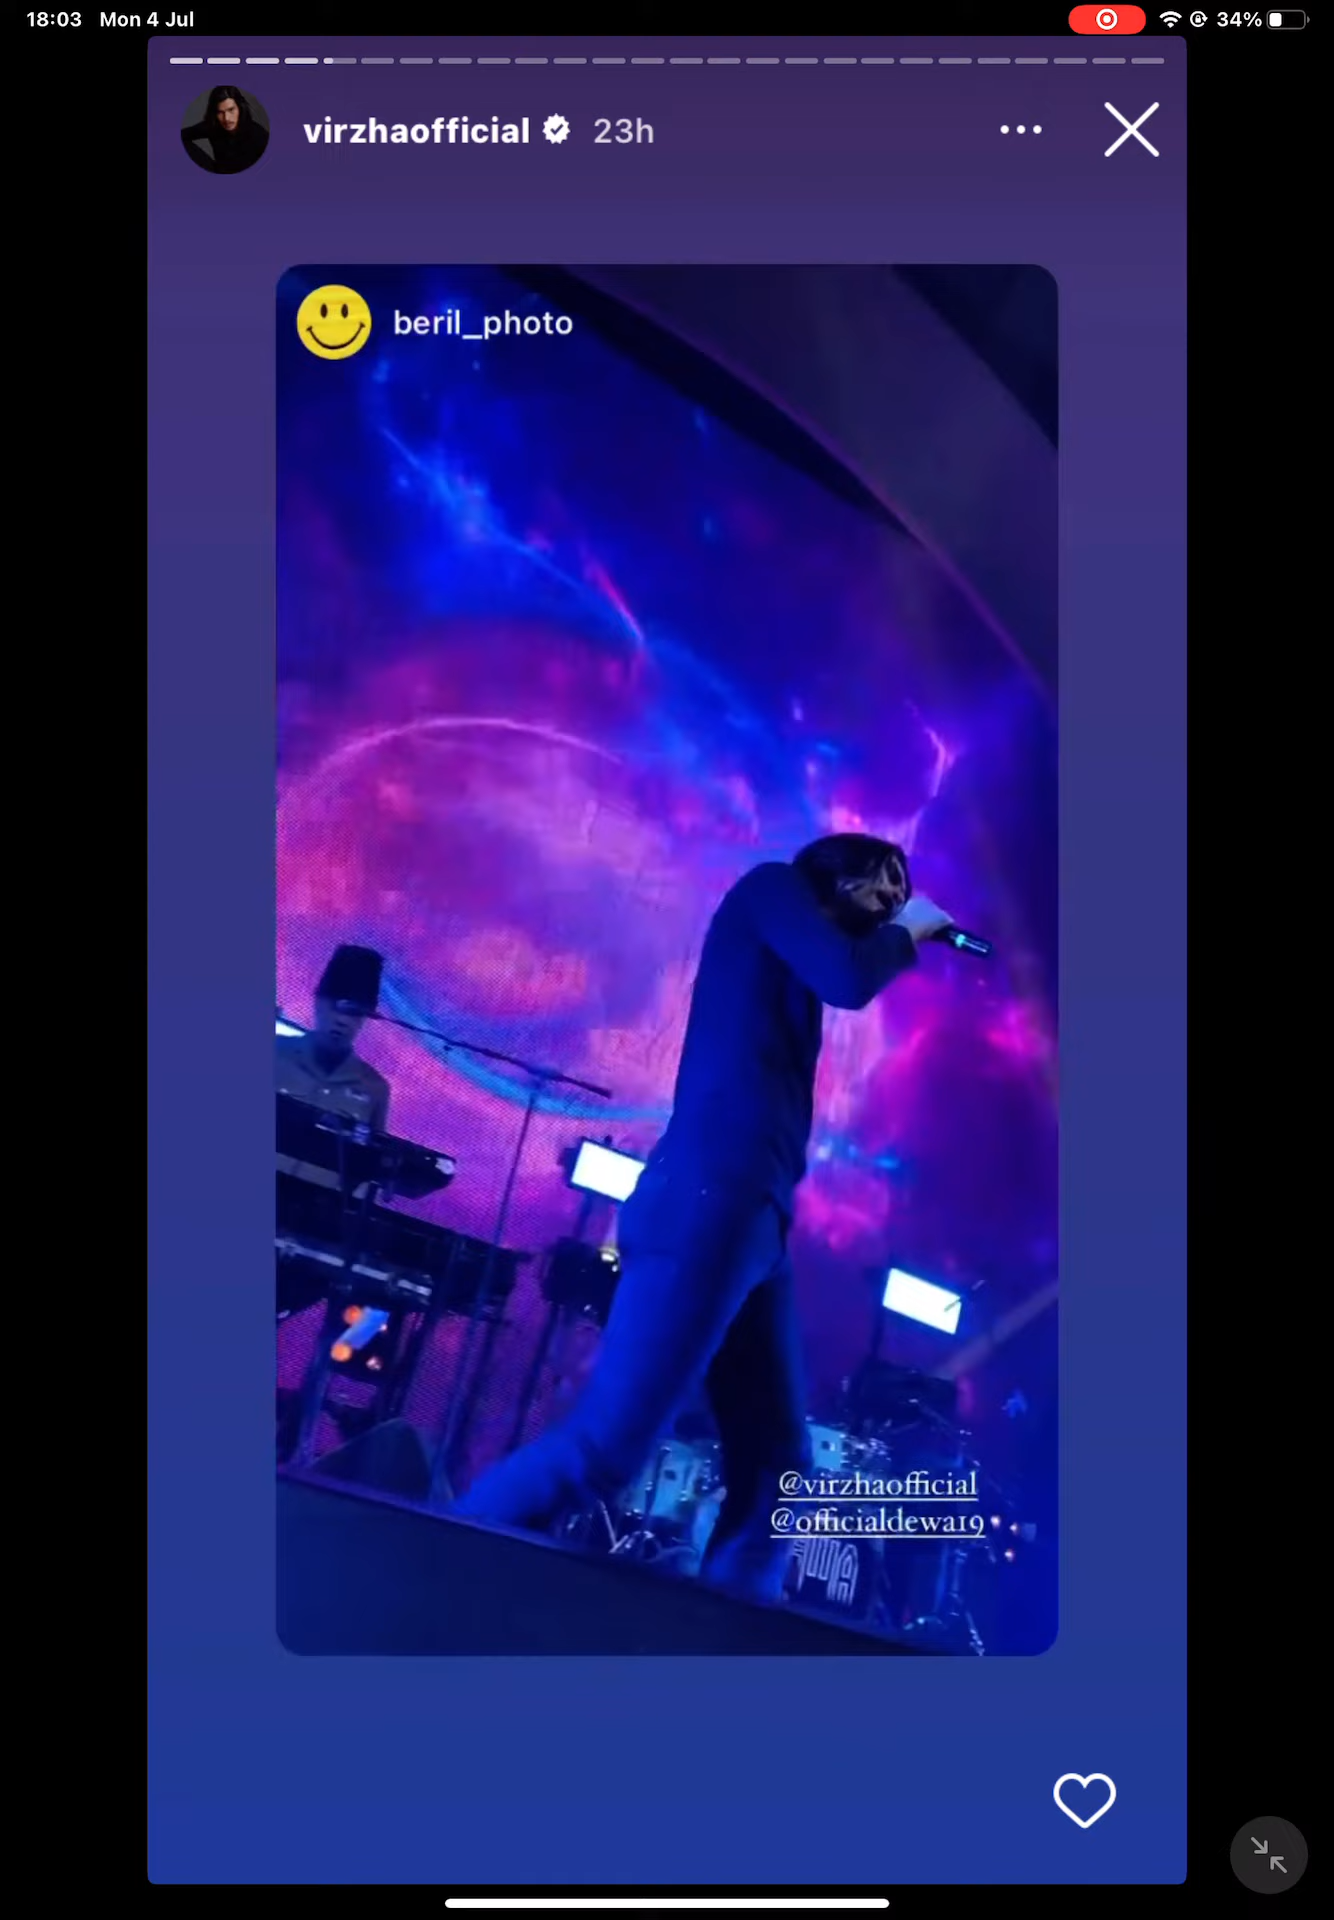 18:03 Mon 4 Jul
34%
virzhaofficial 23h
beril_photo
@virzhaofficial
@officialdewa19